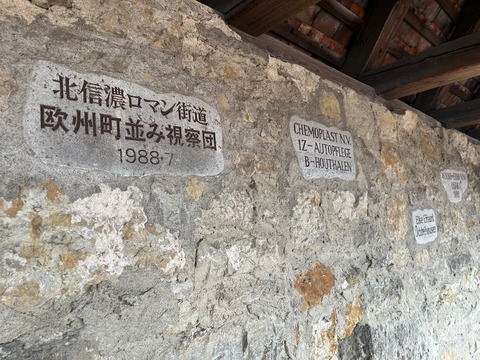 北信濃ロマン街道
欧州町並み視察団
1988·7
CHEMOPLAST N.V.
IZ-AUTOPFLEGE
B-HOUTHALEN